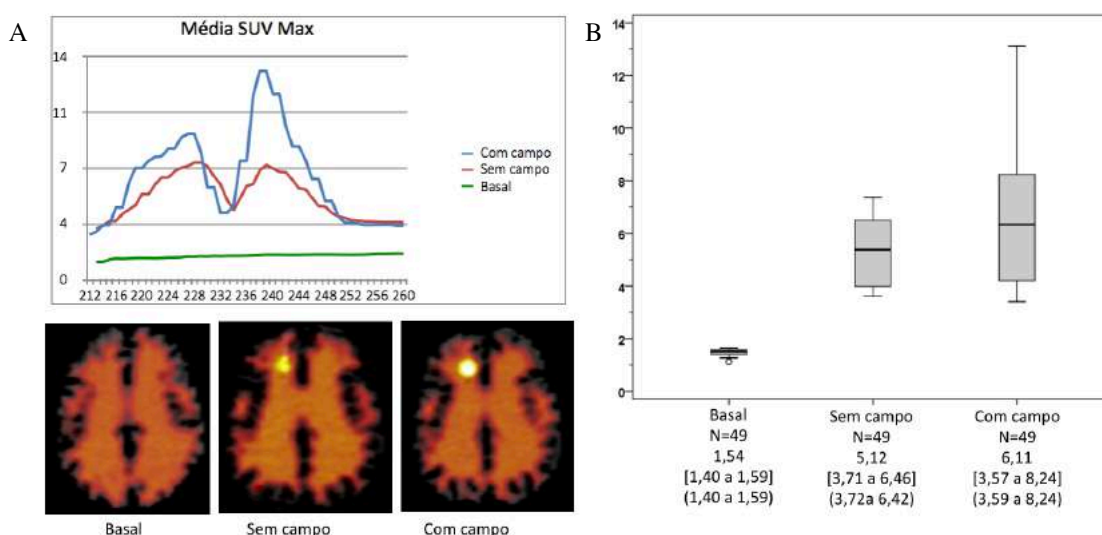 A
Média SUV Max
14
11
7
4
0
212 216 220 224 228 232 236 240 244 248 252 256 260
Com campo
Sem campo
Basal
Basal
Sem campo
Com campo
B
14
12
10
8
6
4
2
0
Basal Sem campo Com campo
N=49 N=49 N=49
1,54 5,12 6,11
[1,40 a 1,59] [3,71 a 6,46] [3,57 a 8,24]
(1,40 a 1,59) (3,72a 6,42) (3,59 a 8,24)